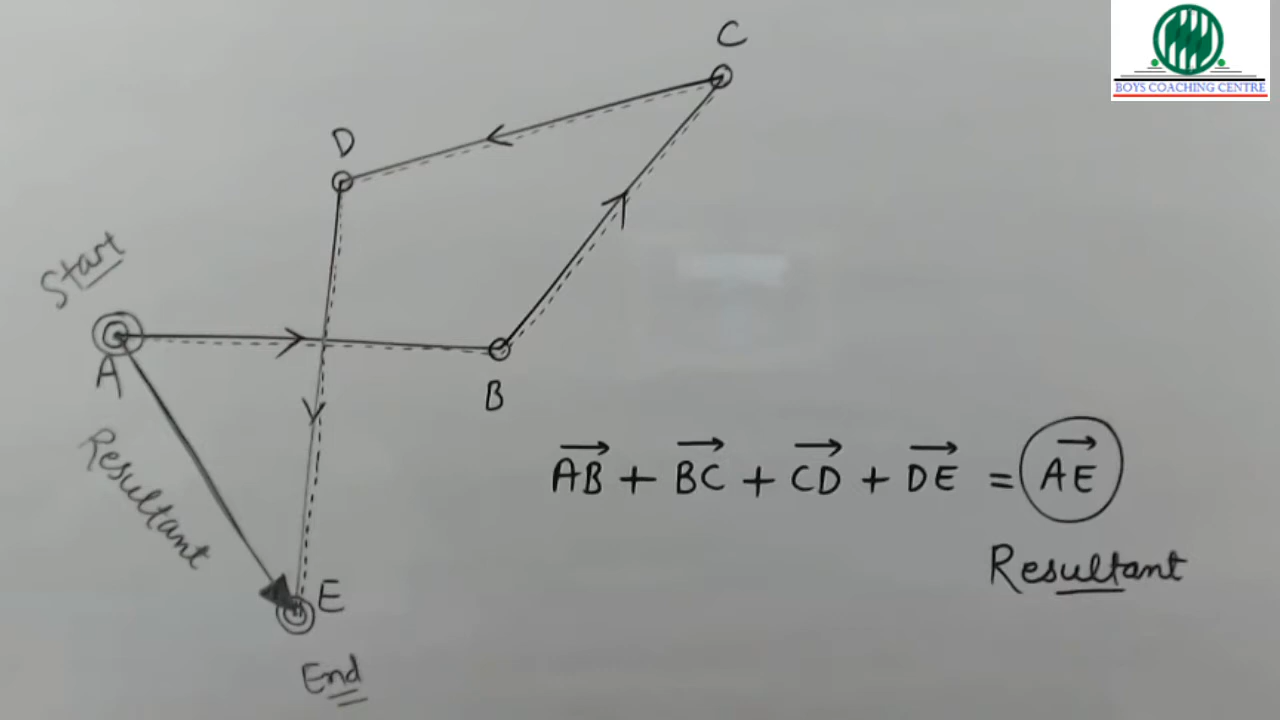 BOYS COACHING CENTRE
C
D
Start
A
B
Resultant
AB→ + BC→ + CD→ + DE→ = AE→
Resultant
E
End